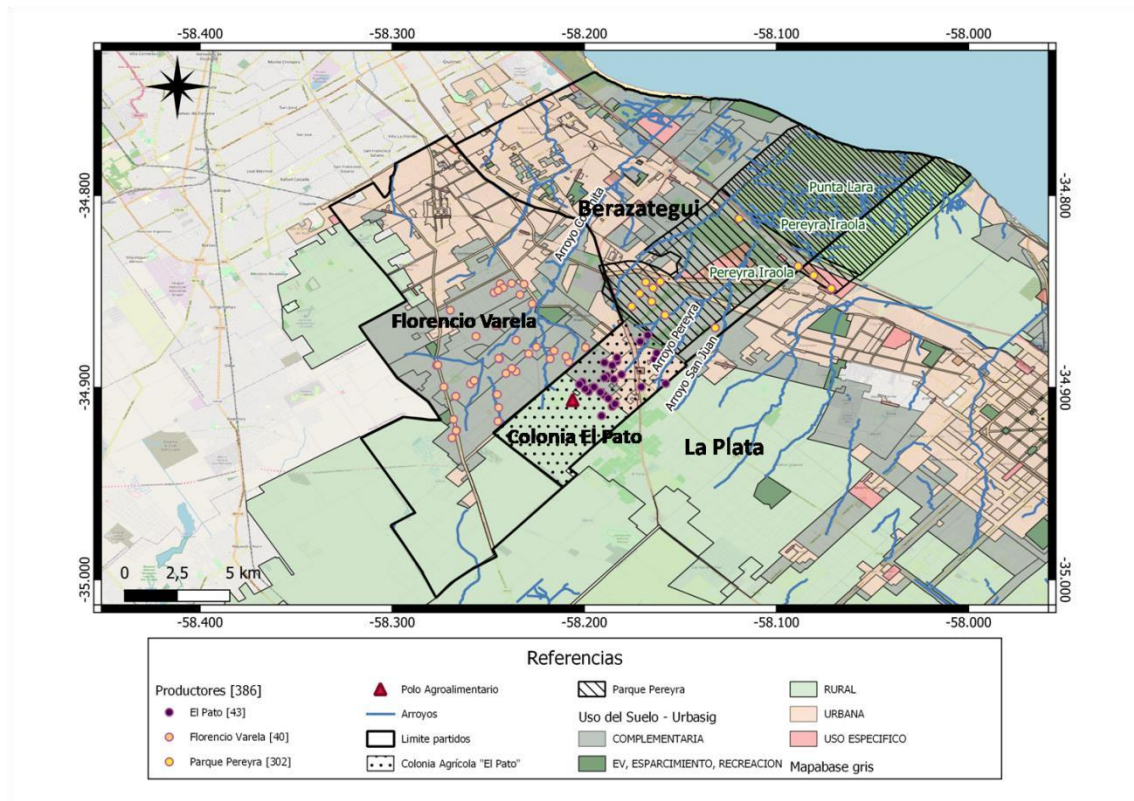 -58.400 -58.300 -58.200 -58.100 -58.000
-34.800 -34.800
Punta Lara
Berazategui
Arroyo Conchita
Pereyra Iraola
Pereyra Iraola
Florencio Varela
Arroyo Pereyra
Arroyo San Juan
-34.900 -34.900
Colonia El Pato
La Plata
0 2,5 5 km
-35.000 -35.000
-58.400 -58.300 -58.200 -58.100 -58.000
Referencias
Productores [386]
El Pato [43]
Florencio Varela [40]
Parque Pereyra [302]
Polo Agroalimentario
Arroyos
Limite partidos
Colonia Agrícola "El Pato"
Parque Pereyra
Uso del Suelo - Urbasig
COMPLEMENTARIA
EV, ESPARCIMIENTO, RECREACION
RURAL
URBANA
USO ESPECIFICO
Mapabase gris